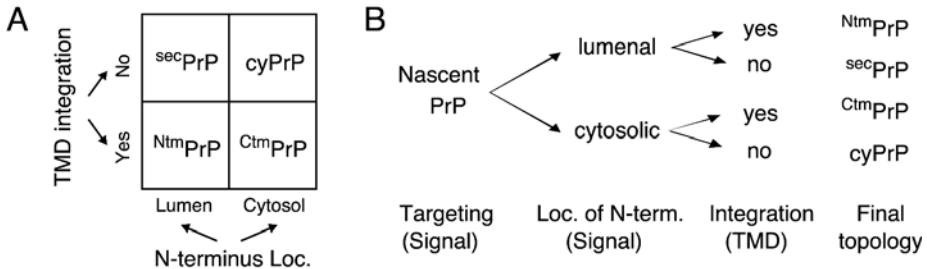 A
TMD integration
No
Yes
secPrP
cyPrP
NtmPrP
CtmPrP
Lumen
Cytosol
N-terminus Loc.
B
Nascent
PrP
lumenal
cytosolic
yes
no
yes
no
NtmPrP
secPrP
CtmPrP
cyPrP
Targeting
(Signal)
Loc. of N-term.
(Signal)
Integration
(TMD)
Final
topology